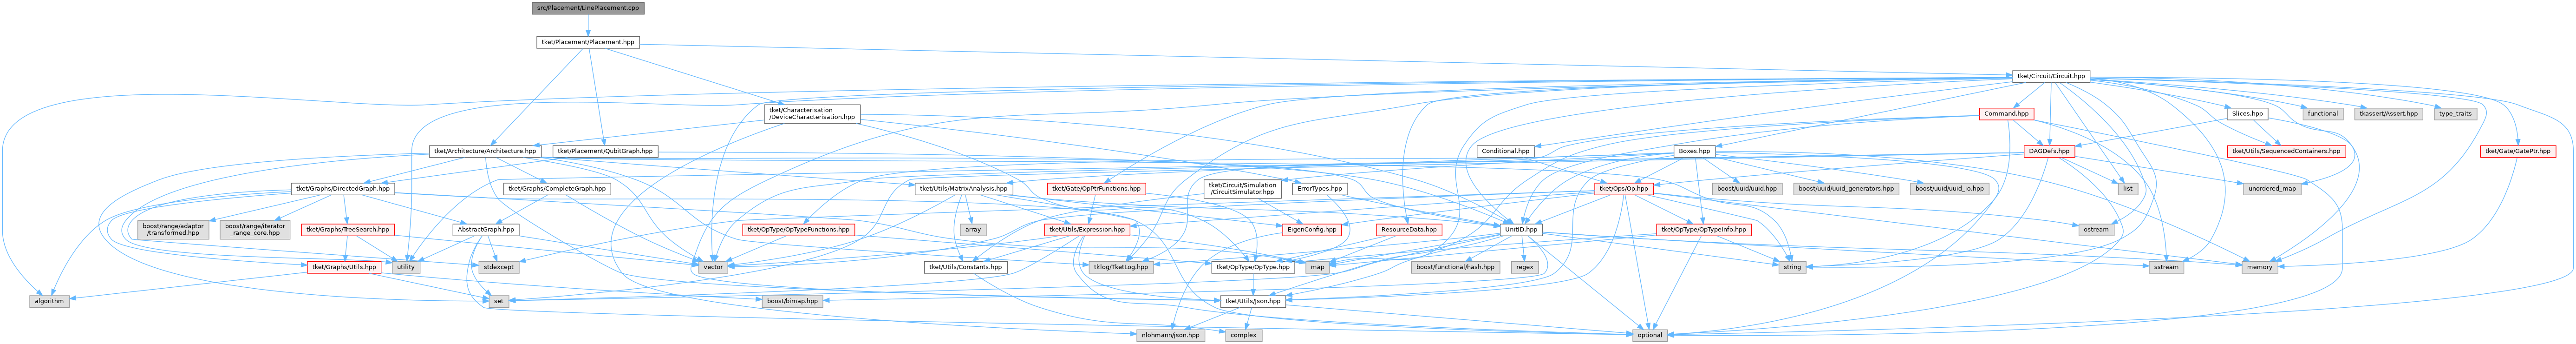 src/Placement/LinePlacement.cpp
tket/Placement/Placement.hpp
tket/Circuit/Circuit.hpp
tket/Characterisation
/DeviceCharacterisation.hpp
Command.hpp
Slices.hpp
functional
tkassert/Assert.hpp
type_traits
tket/Architecture/Architecture.hpp
tket/Placement/QubitGraph.hpp
Conditional.hpp
Boxes.hpp
DAGDefs.hpp
tket/Utils/SequencedContainers.hpp
tket/Gate/GatePtr.hpp
tket/Graphs/DirectedGraph.hpp
tket/Graphs/CompleteGraph.hpp
tket/Utils/MatrixAnalysis.hpp
tket/Gate/OpPtrFunctions.hpp
tket/Circuit/Simulation
/CircuitSimulator.hpp
ErrorTypes.hpp
tket/Ops/Op.hpp
boost/uuid/uuid.hpp
boost/uuid/uuid_generators.hpp
boost/uuid/uuid_io.hpp
list
unordered_map
boost/range/adaptor
/transformed.hpp
boost/range/iterator
_range_core.hpp
tket/Graphs/TreeSearch.hpp
AbstractGraph.hpp
tket/OpType/OpTypeFunctions.hpp
array
tket/Utils/Expression.hpp
EigenConfig.hpp
ResourceData.hpp
UnitID.hpp
tket/OpType/OpTypeInfo.hpp
ostream
tket/Graphs/Utils.hpp
utility
stdexcept
vector
tket/Utils/Constants.hpp
tklog/TketLog.hpp
tket/OpType/OpType.hpp
map
boost/functional/hash.hpp
regex
string
sstream
memory
algorithm
set
boost/bimap.hpp
tket/Utils/Json.hpp
nlohmann/json.hpp
complex
optional